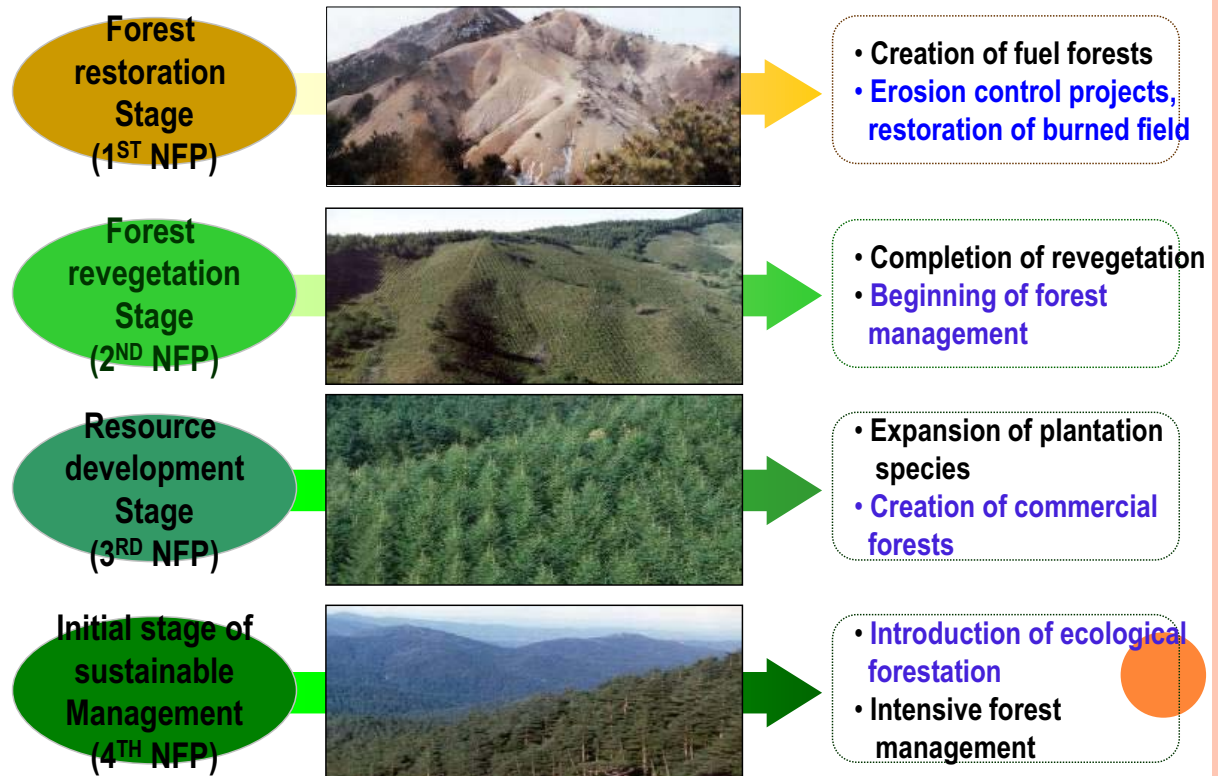 Forest
restoration
Stage
(1ST NFP)
• Creation of fuel forests
• Erosion control projects,
restoration of burned field
Forest
revegetation
Stage
(2ND NFP)
• Completion of revegetation
• Beginning of forest
management
Resource
development
Stage
(3RD NFP)
• Expansion of plantation
species
• Creation of commercial
forests
Initial stage of
sustainable
Management
(4TH NFP)
• Introduction of ecological
forestation
• Intensive forest
management